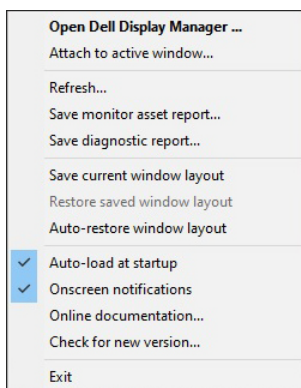 Open Dell Display Manager ...
Attach to active window...
Refresh...
Save monitor asset report...
Save diagnostic report...
Save current window layout
Restore saved window layout
Auto-restore window layout
Auto-load at startup
Onscreen notifications
Online documentation...
Check for new version...
Exit